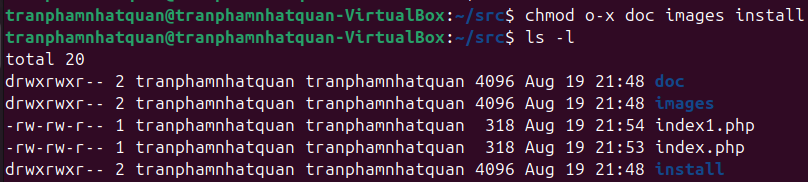 tranphamnhatquan@tranphamnhatquan-VirtualBox:~/src$ chmod o-x doc images install
tranphamnhatquan@tranphamnhatquan-VirtualBox:~/src$ ls -l
total 20
drwxrwxr-- 2 tranphamnhatquan tranphamnhatquan 4096 Aug 19 21:48 doc
drwxrwxr-- 2 tranphamnhatquan tranphamnhatquan 4096 Aug 19 21:48 images
-rw-rw-r-- 1 tranphamnhatquan tranphamnhatquan  318 Aug 19 21:54 index1.php
-rw-rw-r-- 1 tranphamnhatquan tranphamnhatquan  318 Aug 19 21:53 index.php
drwxrwxr-- 2 tranphamnhatquan tranphamnhatquan 4096 Aug 19 21:48 install